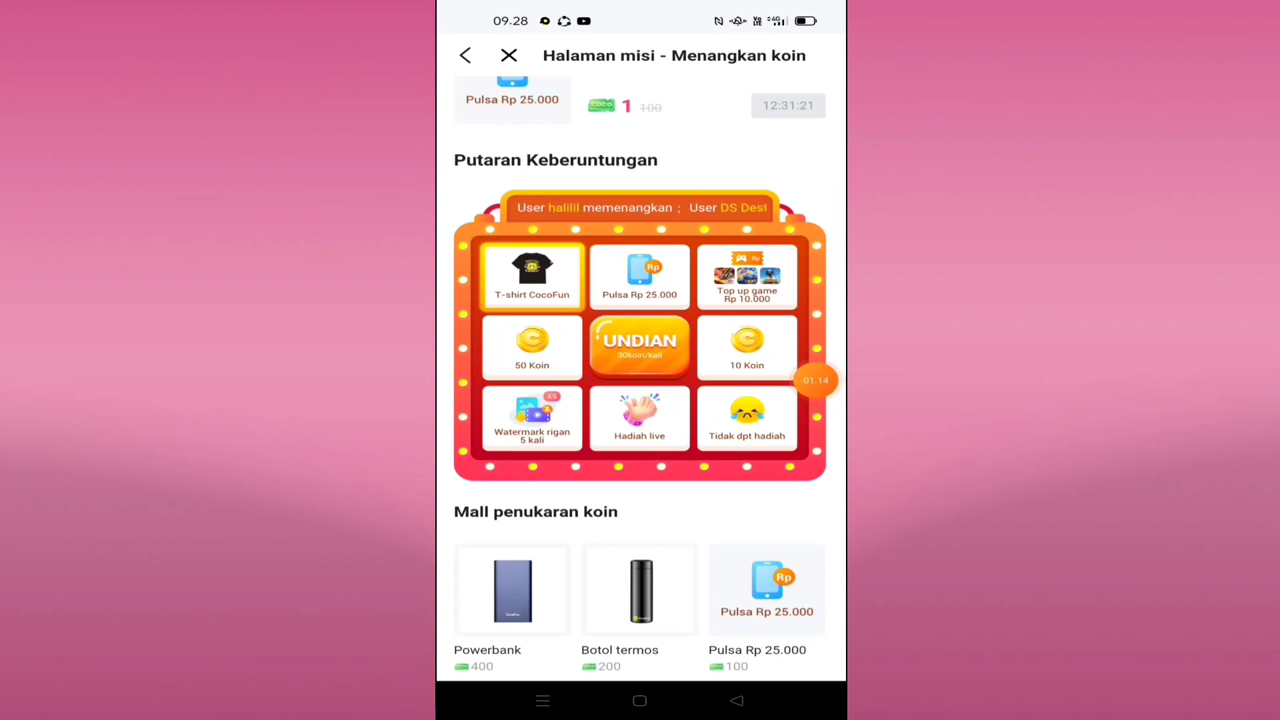 09.28
Halaman misi - Menangkan koin
Pulsa Rp 25.000
COCO 1 100
12:31:21
Putaran Keberuntungan
User halilil memenangkan ; User DS Dest
T-shirt CocoFun
Pulsa Rp 25.000
Top up game
Rp 10.000
50 Koin
UNDIAN
30koin/kali
10 Koin
01.14
Watermark rigan
5 kali
Hadiah live
Tidak dpt hadiah
Mall penukaran koin
Rp
Pulsa Rp 25.000
Powerbank
Botol termos
Pulsa Rp 25.000
400
200
100